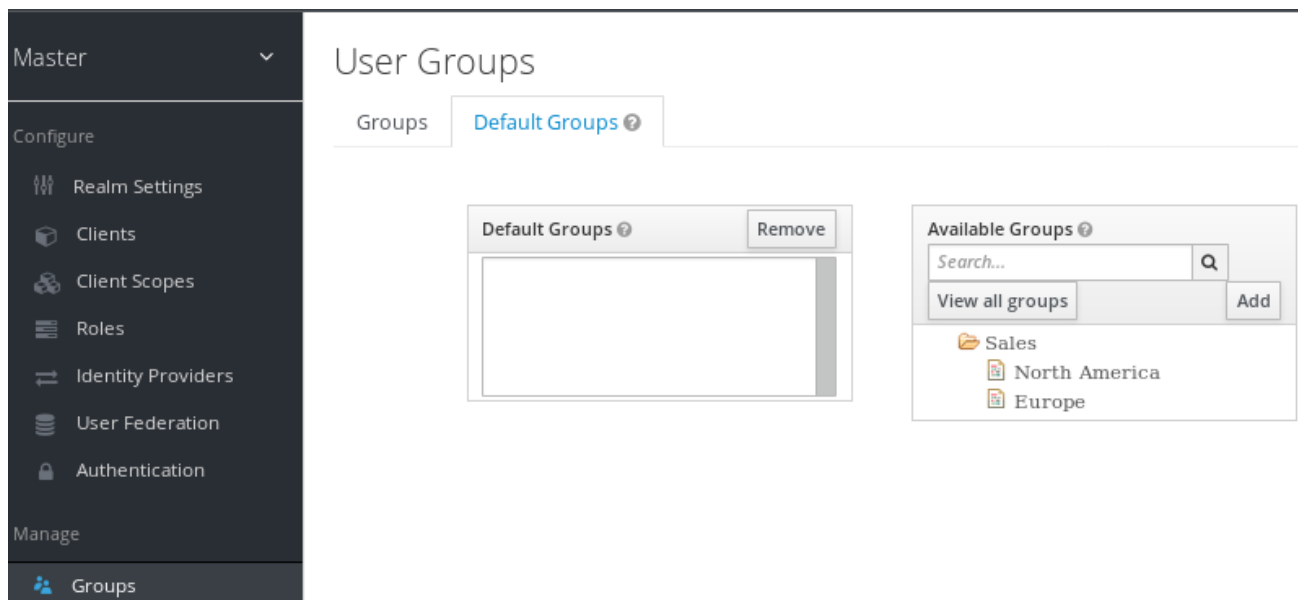 Master
Configure
Realm Settings
Clients
Client Scopes
Roles
Identity Providers
User Federation
Authentication
Manage
Groups
User Groups
Groups
Default Groups
Default Groups
Remove
Available Groups
Search...
View all groups
Add
Sales
North America
Europe